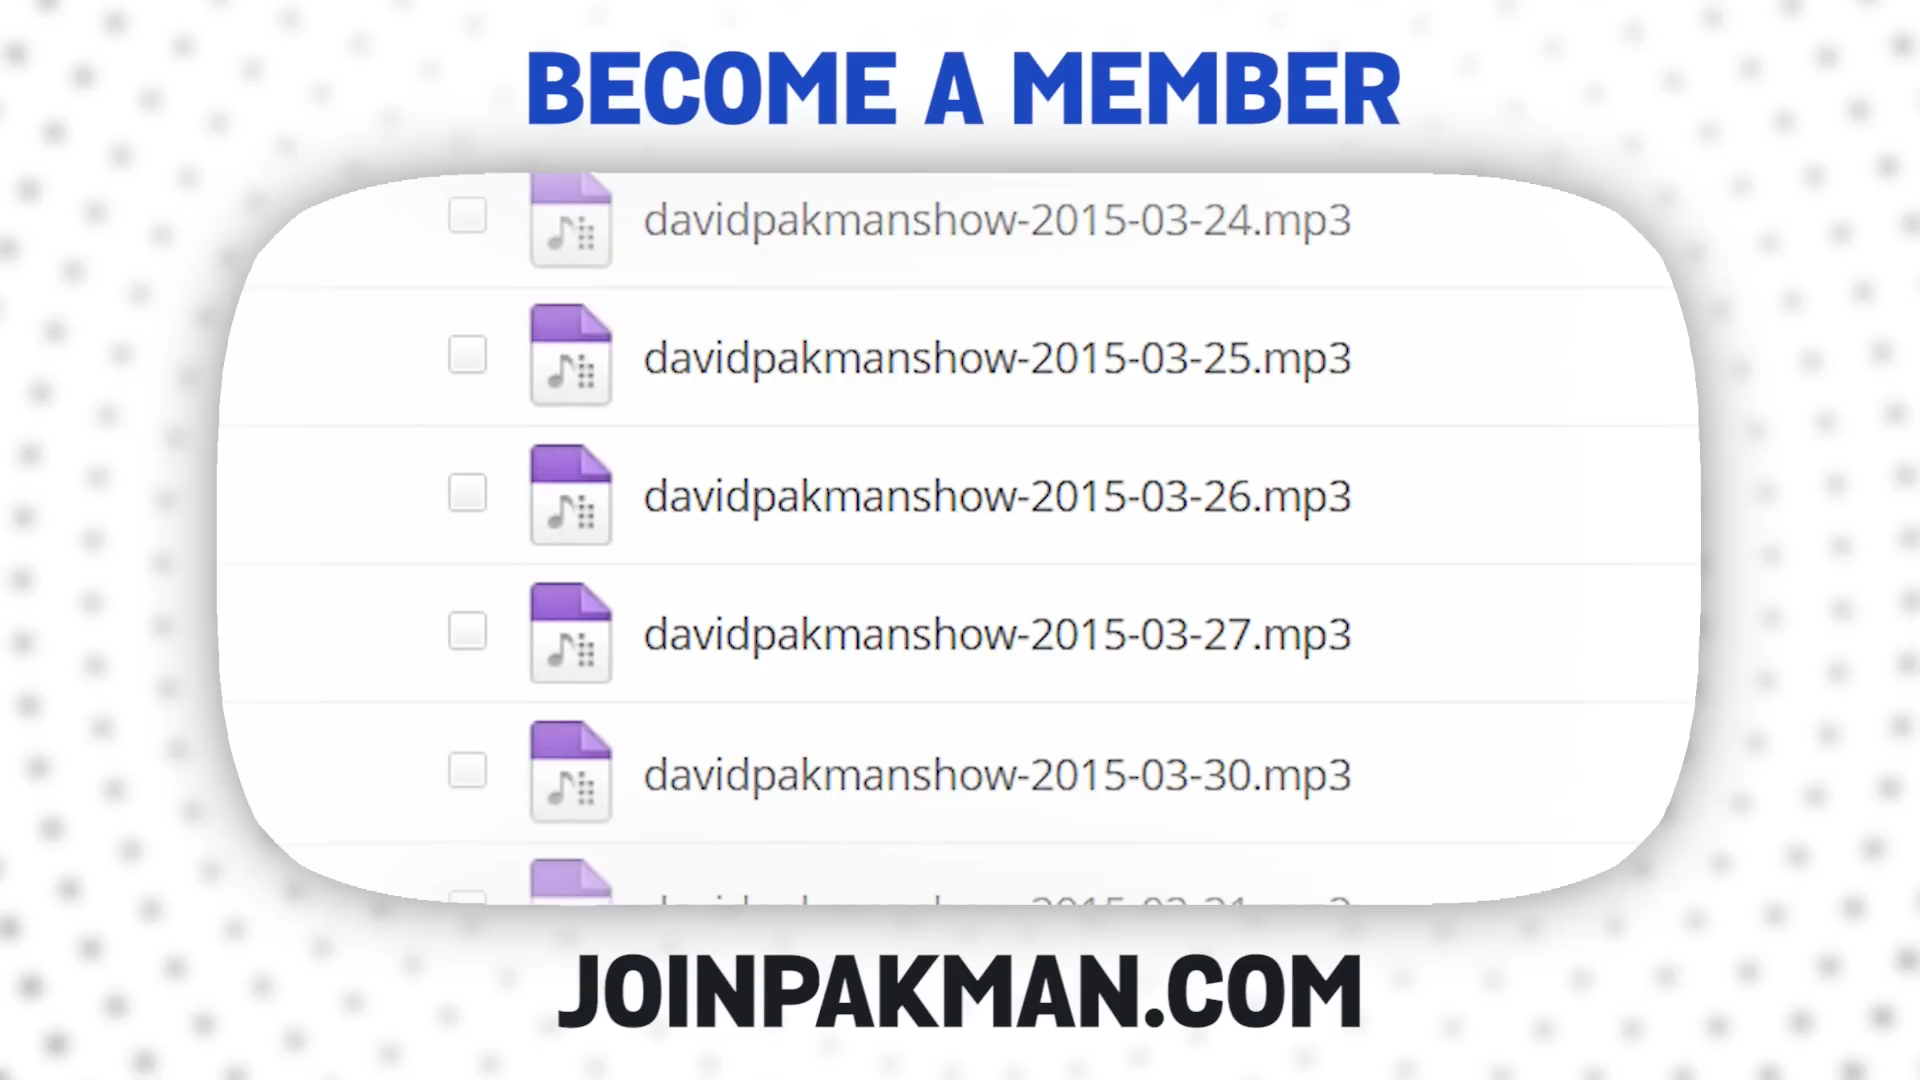 BECOME A MEMBER
davidpakmanshow-2015-03-24.mp3
davidpakmanshow-2015-03-25.mp3
davidpakmanshow-2015-03-26.mp3
davidpakmanshow-2015-03-27.mp3
davidpakmanshow-2015-03-30.mp3
JOINPAKMAN.COM